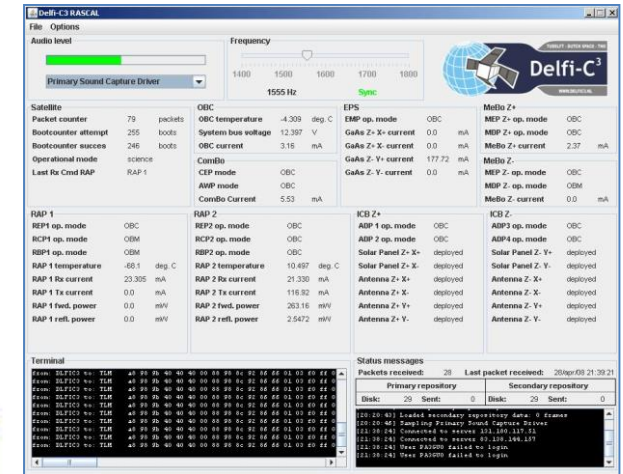 Delfi-C3 RASCAL
File Options
Audio level
Primary Sound Capture Driver
Frequency
1400 1500 1600 1700 1800
1555 Hz Sync
Delfi-C3
Satellite
Packet counter 79 packets
Bootcounter attempt 255 boots
Bootcounter succes 246 boots
Operational mode science
Last Rx Cmd RAP RAP 1
OBC
OBC temperature -4.309 deg. C
System bus voltage 12.397 V
OBC current 3.16 mA
ComBo
CEP mode OBC
AWP mode OBC
ComBo Current 5.53 mA
EPS
EMP op. mode OBC
GaAs Z+ X+ current 0.0 mA
GaAs Z+ X- current 0.0 mA
GaAs Z- Y+ current 177.72 mA
GaAs Z- Y- current 0.0 mA
MeBo Z+
MEP Z+ op. mode OBC
MDP Z+ op. mode OBC
MeBo Z+ current 2.37 mA
MeBo Z-
MEP Z- op. mode OBC
MDP Z- op. mode OBM
MeBo Z- current 0.0 mA
RAP 1
REP1 op. mode OBC
RCP1 op. mode OBM
RBP1 op. mode OBM
RAP 1 temperature -68.1 deg. C
RAP 1 Rx current 23.305 mA
RAP 1 Tx current 0.0 mA
RAP 1 fwd. power 0.0 mW
RAP 1 refl. power 0.0 mW
RAP 2
REP2 op. mode OBC
RCP2 op. mode OBC
RBP2 op. mode OBC
RAP 2 temperature 10.497 deg. C
RAP 2 Rx current 21.330 mA
RAP 2 Tx current 116.92 mA
RAP 2 fwd. power 263.16 mW
RAP 2 refl. power 2.5472 mW
ICB Z+
ADP 1 op. mode OBC
ADP 2 op. mode OBC
Solar Panel Z+ X+ deployed
Solar Panel Z+ X- deployed
Antenna Z+ X+ deployed
Antenna Z+ X- deployed
Antenna Z+ Y+ deployed
Antenna Z+ Y- deployed
ICB Z-
ADP3 op. mode OBC
ADP4 op. mode OBC
Solar Panel Z- Y+ deployed
Solar Panel Z- Y- deployed
Antenna Z- X+ deployed
Antenna Z- X- deployed
Antenna Z- Y+ deployed
Antenna Z- Y- deployed
Terminal
Status messages
Packets received: 28 Last packet received: 28/apr/08 21:39:21
Primary repository Secondary repository
Disk: 29 Sent: 0 Disk: 29 Sent: 0
[20:20:43] Loaded secondary repository data: 0 frames
[20:20:46] Sampling Primary Sound Capture Driver
[21:38:24] Connected to server 131.180.117.51
[21:38:24] Connected to server
[21:38:24] User PA3GUO failed to login
[21:38:24] User PA3GUO failed to login